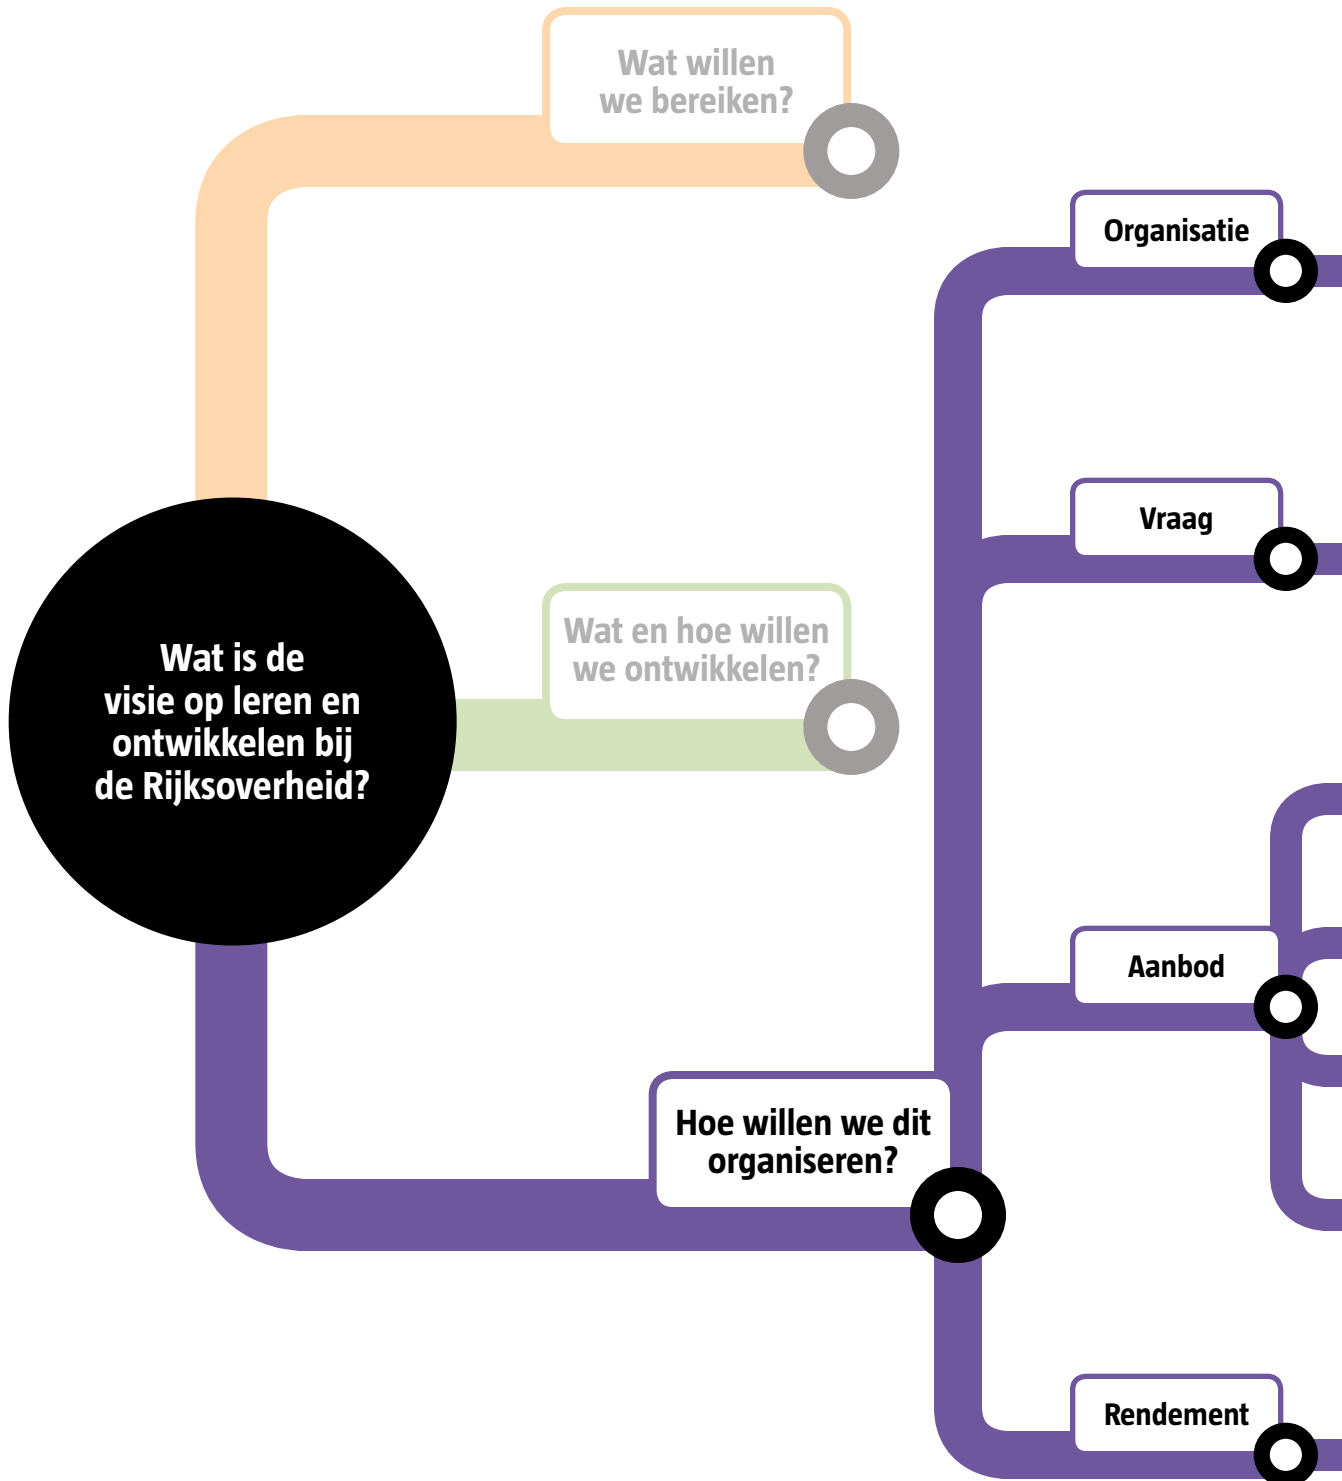 Wat willen
we bereiken?
Organisatie
Vraag
Wat en hoe willen
we ontwikkelen?
Wat is de
visie op leren en
ontwikkelen bij
de Rijksoverheid?
Aanbod
Hoe willen we dit
organiseren?
Rendement